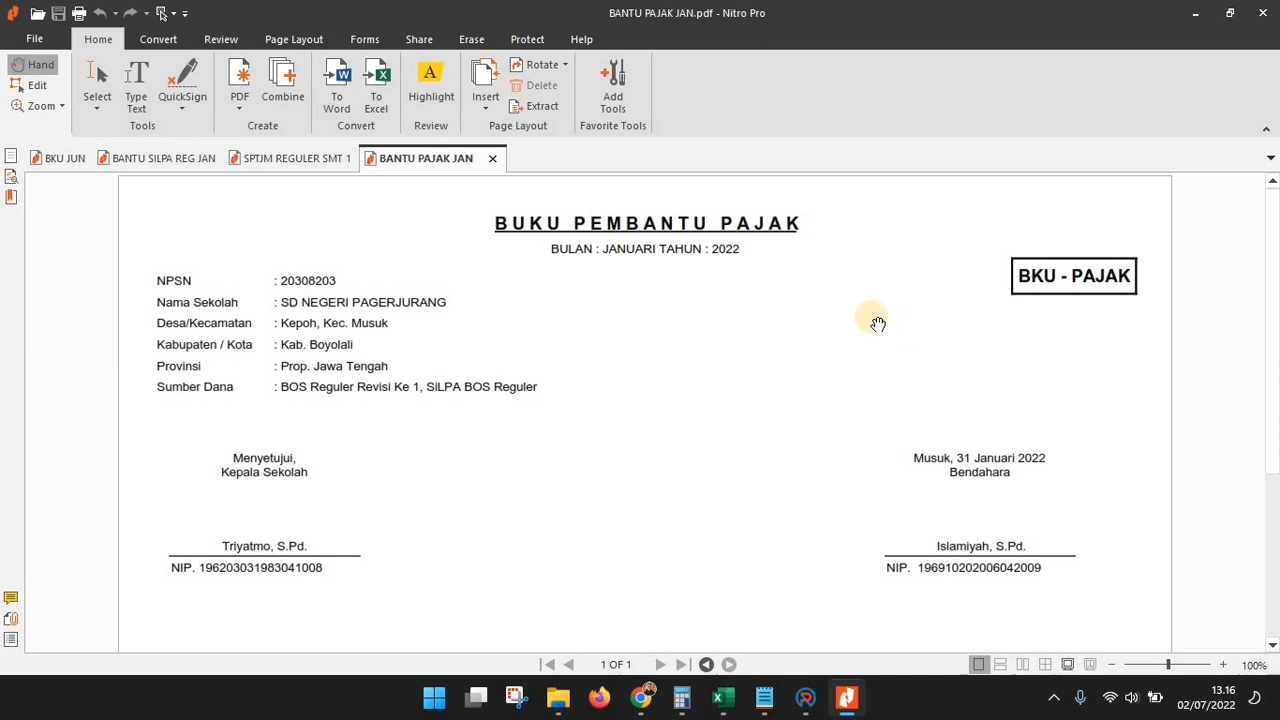 BANTU PAJAK JAN.pdf - Nitro Pro
File Home Convert Review Page Layout Forms Share Erase Protect Help
Hand
Edit
Zoom
Select
Type Text
QuickSign
Tools
PDF
Combine
Create
To Word
To Excel
Convert
Highlight
Review
Insert
Rotate
Delete
Extract
Page Layout
Add Tools
Favorite Tools
BKU JUN BANTU SILPA REG JAN SPTJM REGULER SMT 1 BANTU PAJAK JAN
BUKU PEMBANTU PAJAK
BULAN : JANUARI TAHUN : 2022
BKU - PAJAK
NPSN : 20308203
Nama Sekolah : SD NEGERI PAGERJURANG
Desa/Kecamatan : Kepoh, Kec. Musuk
Kabupaten / Kota : Kab. Boyolali
Provinsi : Prop. Jawa Tengah
Sumber Dana : BOS Reguler Revisi Ke 1, SiLPA BOS Reguler
Menyetujui,
Kepala Sekolah
Triyatmo, S.Pd.
NIP. 196203031983041008
Musuk, 31 Januari 2022
Bendahara
Islamiyah, S.Pd.
NIP. 196910202006042009
1 OF 1
100%
13.16
02/07/2022